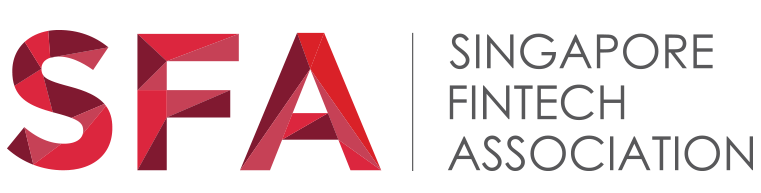 SFA
SINGAPORE
FINTECH
ASSOCIATION